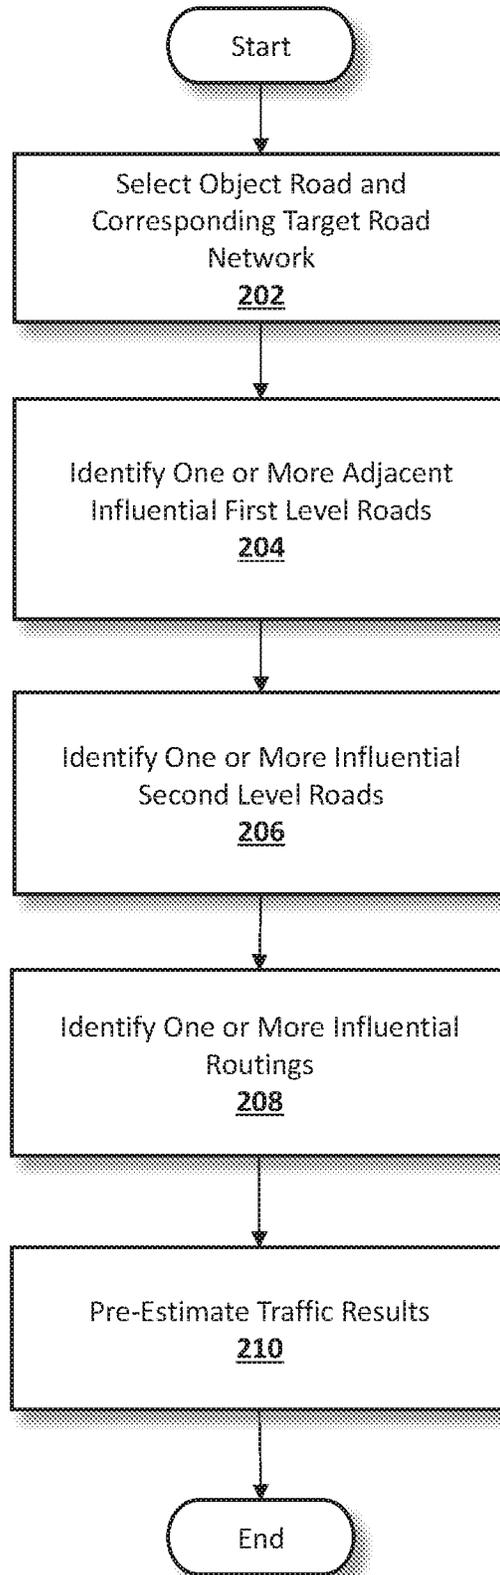 Start
Select Object Road and
Corresponding Target Road
Network
202
Identify One or More Adjacent
Influential First Level Roads
204
Identify One or More Influential
Second Level Roads
206
Identify One or More Influential
Routings
208
Pre-Estimate Traffic Results
210
End